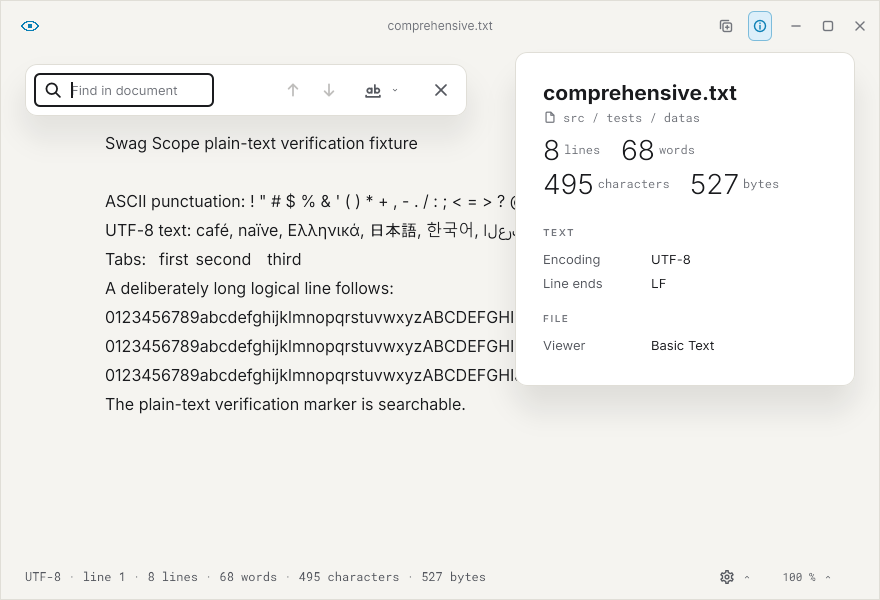 comprehensive.txt
Find in document
ab
Swag Scope plain-text verification fixture
ASCII punctuation: ! " # $ % & ' ( ) * + , - . / : ; < = > ?
UTF-8 text: café, naïve, Ελληνικά, 日本語, 한국어,
Tabs: first second third
A deliberately long logical line follows:
0123456789abcdefghijklmnopqrstuvwxyzABCDEFGHI
0123456789abcdefghijklmnopqrstuvwxyzABCDEFGHI
0123456789abcdefghijklmnopqrstuvwxyzABCDEFGHI
The plain-text verification marker is searchable.
comprehensive.txt
src / tests / datas
8 lines 68 words
495 characters 527 bytes
TEXT
Encoding UTF-8
Line ends LF
FILE
Viewer Basic Text
UTF-8 · line 1 · 8 lines · 68 words · 495 characters · 527 bytes
100 %